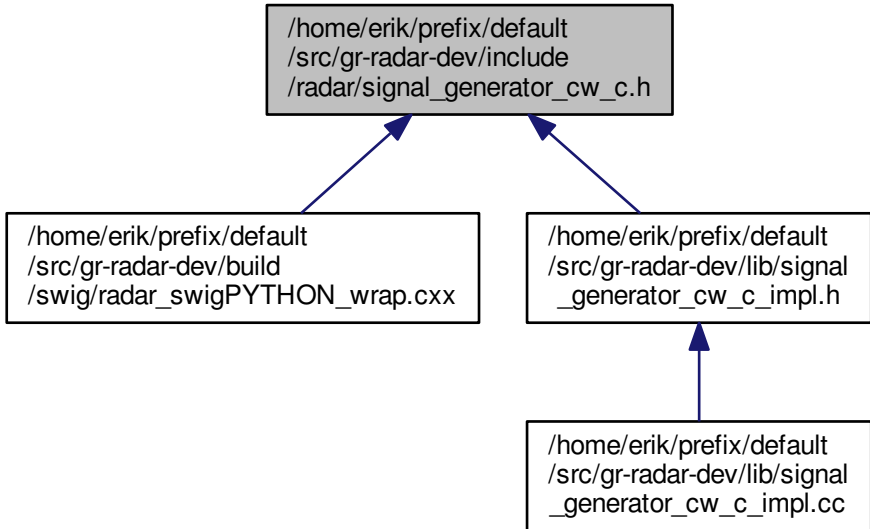 /home/erik/prefix/default
/src/gr-radar-dev/include
/radar/signal_generator_cw_c.h
/home/erik/prefix/default
/src/gr-radar-dev/build
/swig/radar_swigPYTHON_wrap.cxx
/home/erik/prefix/default
/src/gr-radar-dev/lib/signal
_generator_cw_c_impl.h
/home/erik/prefix/default
/src/gr-radar-dev/lib/signal
_generator_cw_c_impl.cc